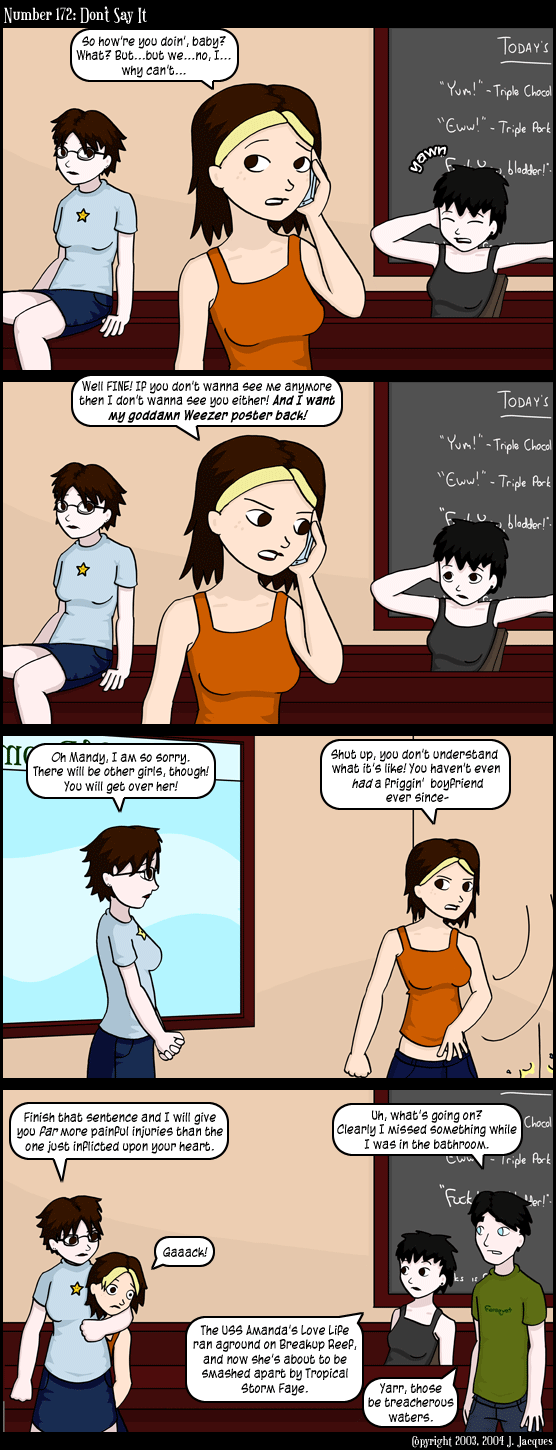 Number 172: Don't Say It
So how're you doin', baby?
What? But...but we...no, I...
why can't...
Today's
"Yum!" - Triple Chocol
"Eww!" - Triple Pork
yawn
bladder!"
Well FINE! If you don't wanna see me anymore
then I don't wanna see you either! And I want
my goddamn Weezer poster back!
Today's
"Yum!" - Triple Chocol
"Eww!" - Triple Pork
bladder!"
Oh Mandy, I am so sorry.
There will be other girls, though!
You will get over her!
Shut up, you don't understand
what it's like! You haven't even
had a friggin' boyfriend
ever since-
Finish that sentence and I will give
you far more painful injuries than the
one just inflicted upon your heart.
Uh, what's going on?
Clearly I missed something while
I was in the bathroom.
Chocol
"Eww!" - Triple Pork
"Fuck
Gaaack!
Faraquet
The USS Amanda's Love Life
ran aground on Breakup Reef,
and now she's about to be
smashed apart by Tropical
Storm Faye.
Yarr, those
be treacherous
waters.
Copyright 2003, 2004 J. Jacques